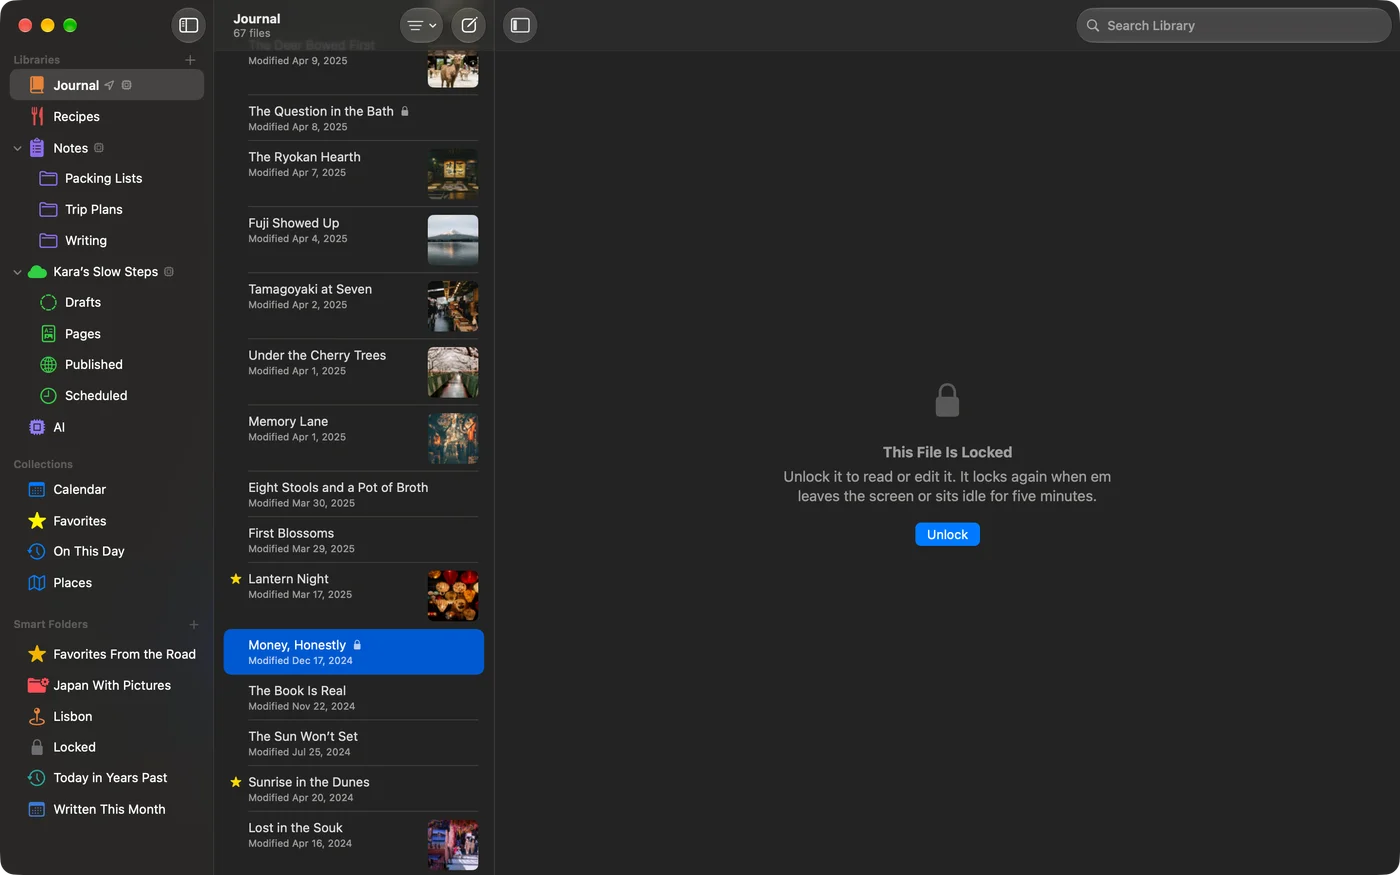 Libraries
Journal
Recipes
Notes
Packing Lists
Trip Plans
Writing
Kara's Slow Steps
Drafts
Pages
Published
Scheduled
AI
Collections
Calendar
Favorites
On This Day
Places
Smart Folders
Favorites From the Road
Japan With Pictures
Lisbon
Locked
Today in Years Past
Written This Month
Journal
67 files
The Deer Bowed First
Modified Apr 9, 2025
The Question in the Bath
Modified Apr 8, 2025
The Ryokan Hearth
Modified Apr 7, 2025
Fuji Showed Up
Modified Apr 4, 2025
Tamagoyaki at Seven
Modified Apr 2, 2025
Under the Cherry Trees
Modified Apr 1, 2025
Memory Lane
Modified Apr 1, 2025
Eight Stools and a Pot of Broth
Modified Mar 30, 2025
First Blossoms
Modified Mar 29, 2025
Lantern Night
Modified Mar 17, 2025
Money, Honestly
Modified Dec 17, 2024
The Book Is Real
Modified Nov 22, 2024
The Sun Won't Set
Modified Jul 25, 2024
Sunrise in the Dunes
Modified Apr 20, 2024
Lost in the Souk
Modified Apr 16, 2024
Search Library
This File Is Locked
Unlock it to read or edit it. It locks again when em
leaves the screen or sits idle for five minutes.
Unlock